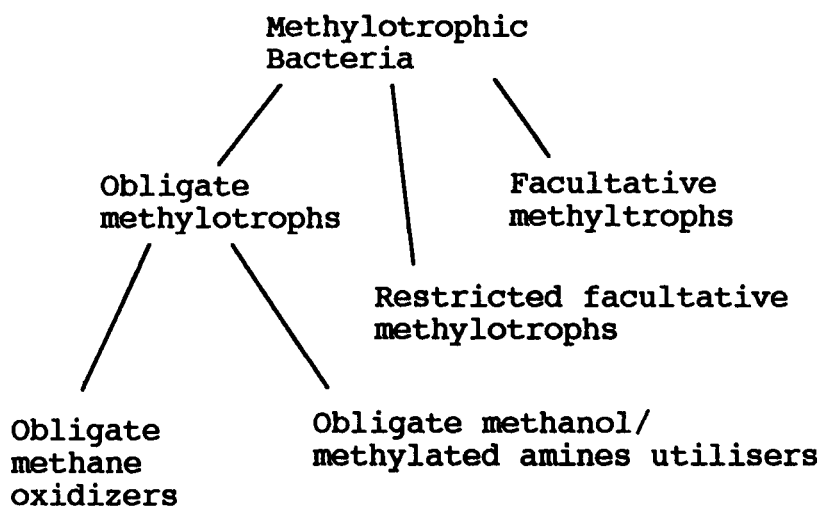 Methylotrophic
Bacteria
Obligate
methylotrophs
Facultative
methyltrophs
Restricted facultative
methylotrophs
Obligate
methane
oxidizers
Obligate methanol/
methylated amines utilisers